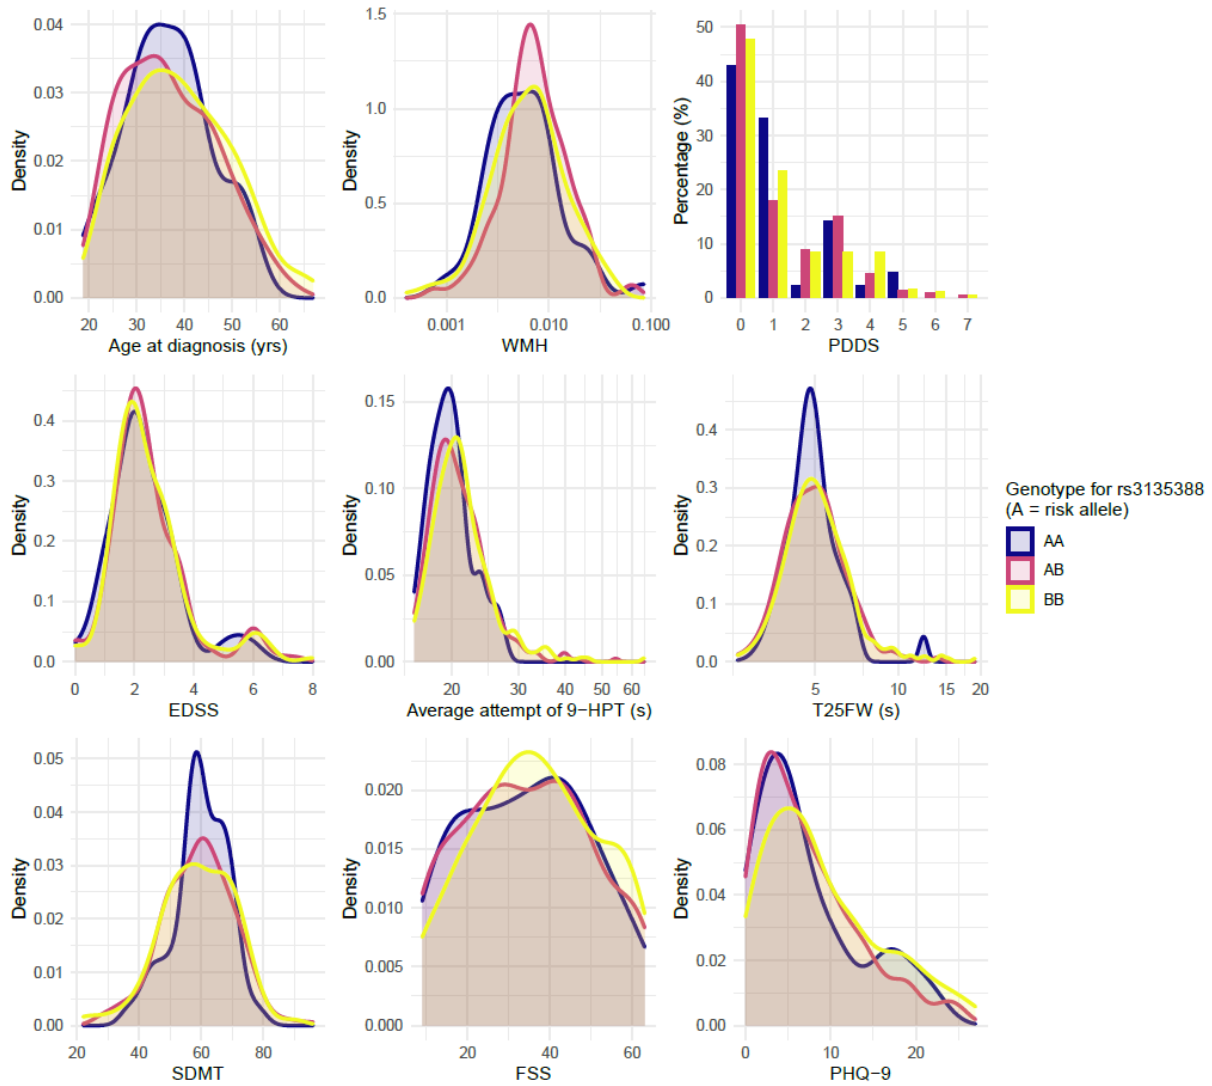 0.04
0.03
0.02
0.01
0.00
Density
20 30 40 50 60
Age at diagnosis (yrs)
1.5
1.0
0.5
0.0
Density
0.001 0.010 0.100
WMH
50
40
30
20
10
0
Percentage (%)
0 1 2 3 4 5 6 7
PDDS
0.4
0.3
0.2
0.1
0.0
Density
0 2 4 6 8
EDSS
0.15
0.10
0.05
0.00
Density
20 30 40 50 60
Average attempt of 9−HPT (s)
0.4
0.3
0.2
0.1
0.0
Density
5 10 15 20
T25FW (s)
Genotype for rs3135388
(A = risk allele)
AA
AB
BB
0.05
0.04
0.03
0.02
0.01
0.00
Density
20 40 60 80
SDMT
0.020
0.015
0.010
0.005
0.000
Density
20 40 60
FSS
0.08
0.06
0.04
0.02
0.00
Density
0 10 20
PHQ−9